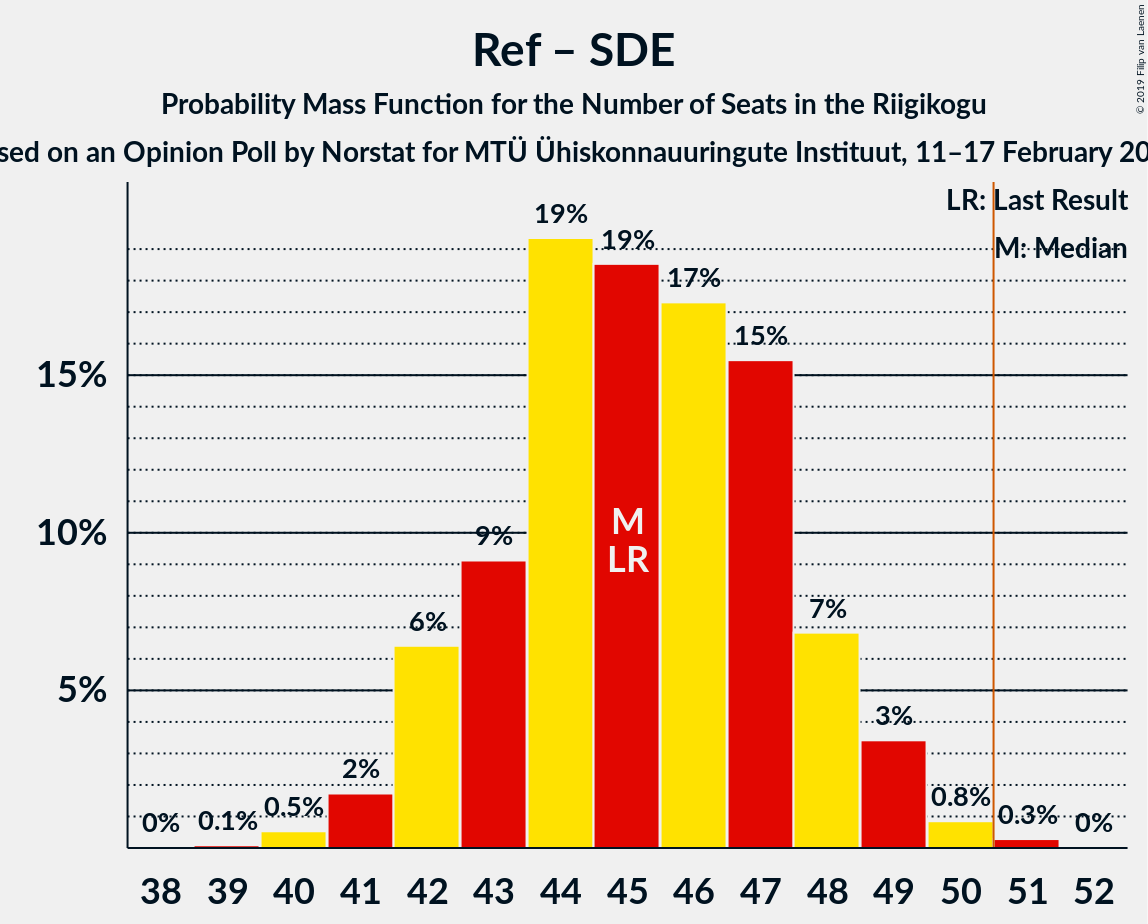 Ref – SDE
Probability Mass Function for the Number of Seats in the Riigikogu
sed on an Opinion Poll by Norstat for MTÜ Ühiskonnauuringute Instituut, 11–17 February 20
© 2019 Filip van Laenen
LR: Last Result
M: Median
19%
19%
17%
15%
15%
10%
9%
M
LR
7%
6%
5%
3%
2%
0%
0.1%
0.5%
0.8%
0.3%
0%
38 39 40 41 42 43 44 45 46 47 48 49 50 51 52